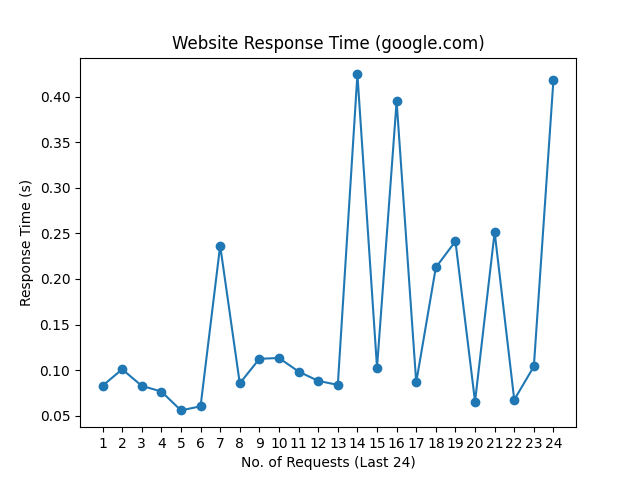 Website Response Time (google.com)
0.40
0.35
0.30
0.25
0.20
0.15
0.10
0.05
Response Time (s)
1 2 3 4 5 6 7 8 9 10 11 12 13 14 15 16 17 18 19 20 21 22 23 24
No. of Requests (Last 24)